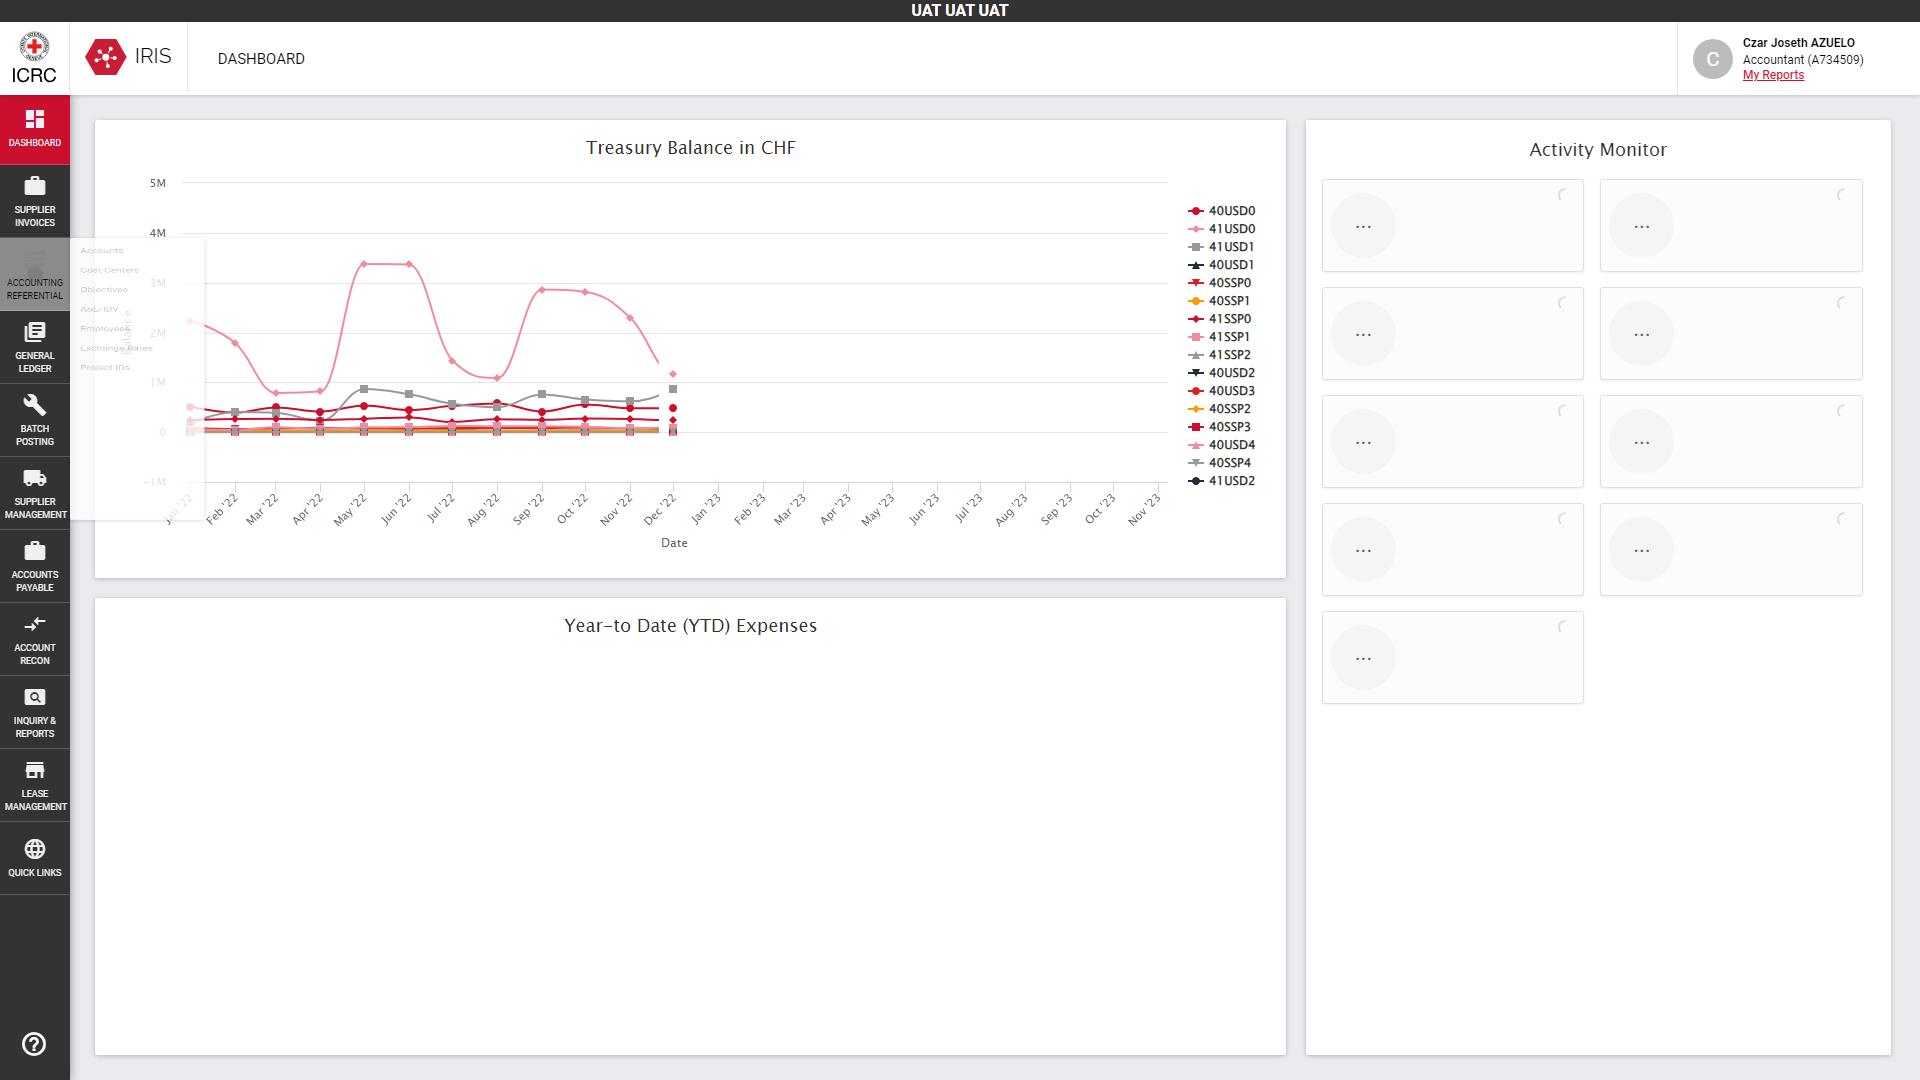 UAT UAT UAT
ICRC
IRIS
DASHBOARD
Czar Joseth AZUELO
Accountant (A734509)
My Reports
DASHBOARD
SUPPLIER
INVOICES
ACCOUNTING
REFERENTIAL
GENERAL
LEDGER
BATCH
POSTING
SUPPLIER
MANAGEMENT
ACCOUNTS
PAYABLE
ACCOUNT
RECON
INQUIRY &
REPORTS
LEASE
MANAGEMENT
QUICK LINKS
Accounts
Cost Centers
Objectives
AoL/IDV
Employees
Exchange Rates
Project IDs
Treasury Balance in CHF
5M
4M
3M
2M
1M
0
-1M
Balance
Jan '22
Feb '22
Mar '22
Apr '22
May '22
Jun '22
Jul '22
Aug '22
Sep '22
Oct '22
Nov '22
Dec '22
Jan '23
Feb '23
Mar '23
Apr '23
May '23
Jun '23
Jul '23
Aug '23
Sep '23
Oct '23
Nov '23
Date
40USD0
41USD0
41USD1
40USD1
40SSP0
40SSP1
41SSP0
41SSP1
41SSP2
40USD2
40USD3
40SSP2
40SSP3
40USD4
40SSP4
41USD2
Year-to Date (YTD) Expenses
Activity Monitor
...
...
...
...
...
...
...
...
...